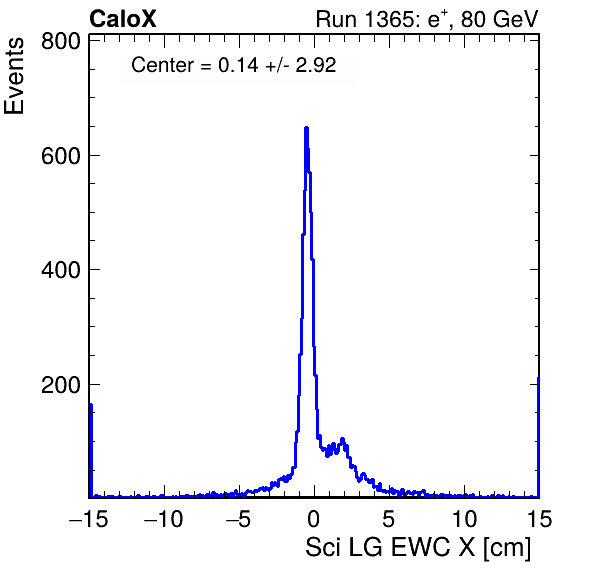 CaloX Run 1365: e⁺, 80 GeV
Events
Center = 0.14 +/- 2.92
800
600
400
200
−15 −10 −5 0 5 10 15
Sci LG EWC X [cm]